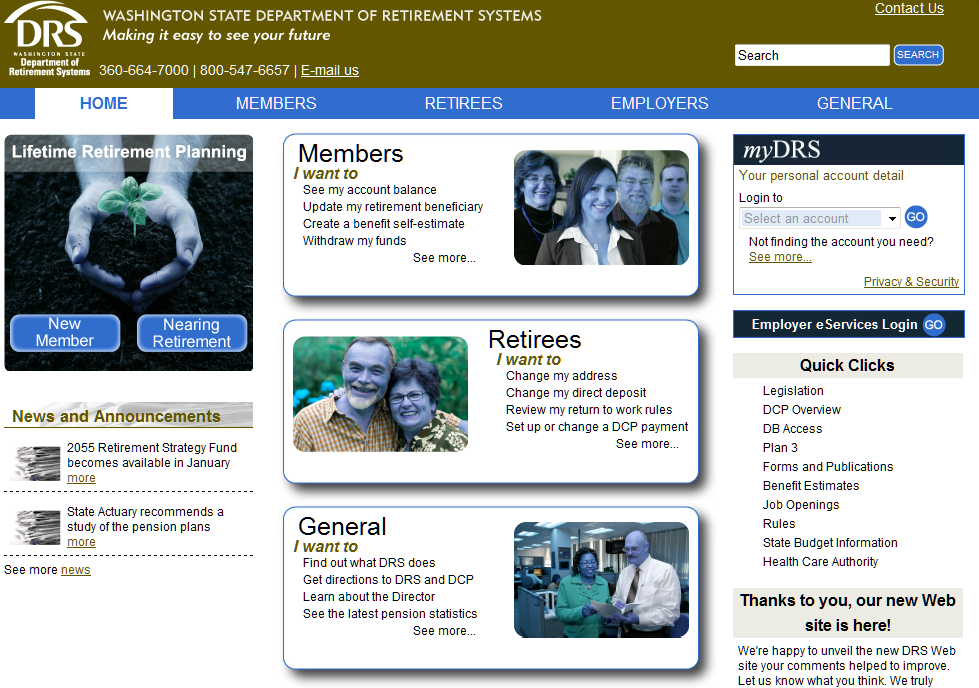 DRS
WASHINGTON STATE
Department of
Retirement Systems
WASHINGTON STATE DEPARTMENT OF RETIREMENT SYSTEMS
Making it easy to see your future
360-664-7000 | 800-547-6657 | E-mail us
Contact Us
Search
SEARCH
HOME
MEMBERS
RETIREES
EMPLOYERS
GENERAL
Lifetime Retirement Planning
New
Member
Nearing
Retirement
News and Announcements
2055 Retirement Strategy Fund
becomes available in January
more
State Actuary recommends a
study of the pension plans
more
See more news
Members
I want to
See my account balance
Update my retirement beneficiary
Create a benefit self-estimate
Withdraw my funds
See more...
Retirees
I want to
Change my address
Change my direct deposit
Review my return to work rules
Set up or change a DCP payment
See more...
General
I want to
Find out what DRS does
Get directions to DRS and DCP
Learn about the Director
See the latest pension statistics
See more...
myDRS
Your personal account detail
Login to
Select an account
GO
Not finding the account you need?
See more...
Privacy & Security
Employer eServices Login GO
Quick Clicks
Legislation
DCP Overview
DB Access
Plan 3
Forms and Publications
Benefit Estimates
Job Openings
Rules
State Budget Information
Health Care Authority
Thanks to you, our new Web
site is here!
We're happy to unveil the new DRS Web
site your comments helped to improve.
Let us know what you think. We truly